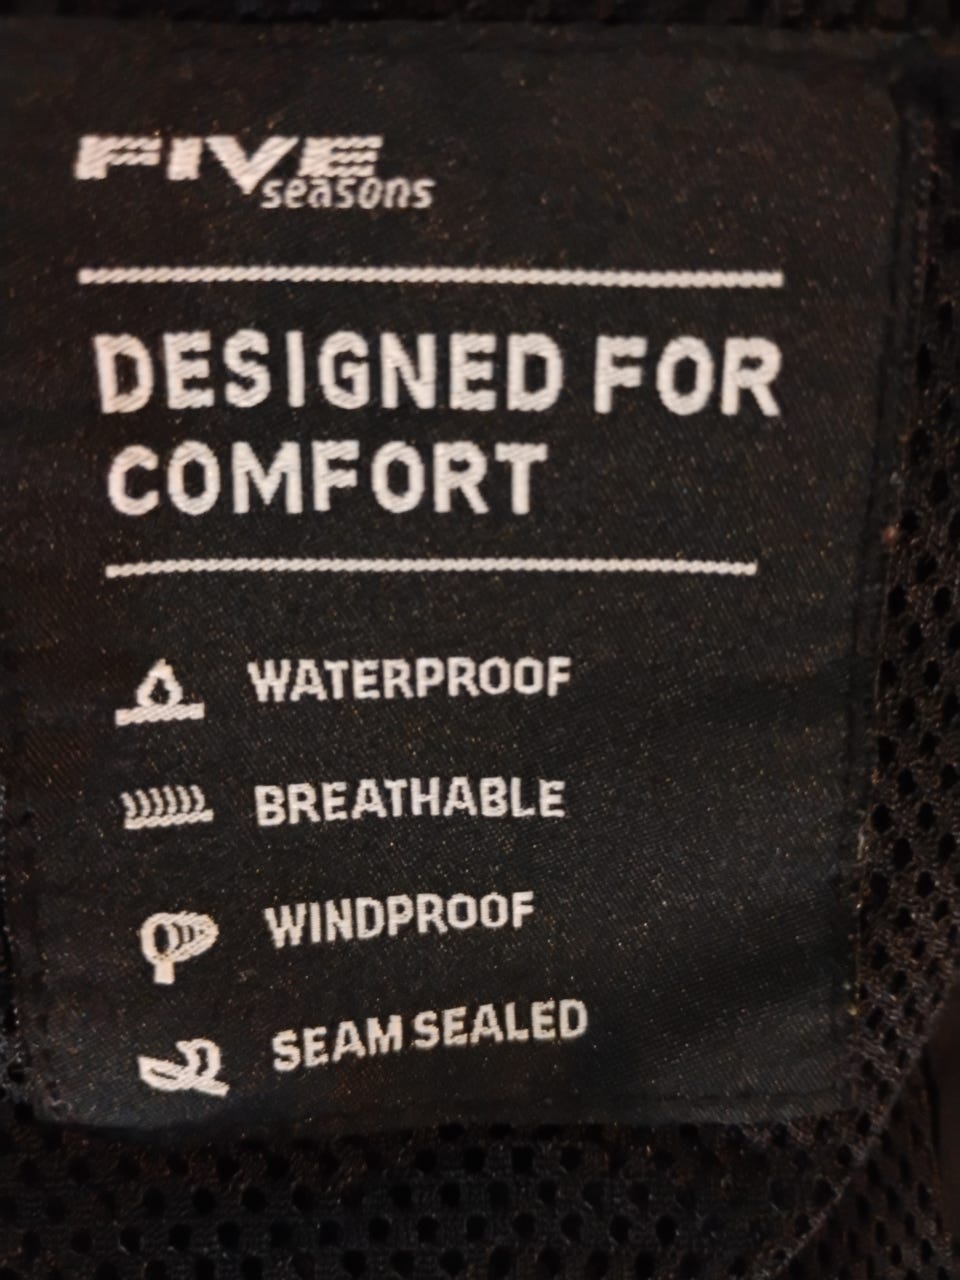 FIVE
seasons
DESIGNED FOR
COMFORT
WATERPROOF
BREATHABLE
WINDPROOF
SEAM SEALED